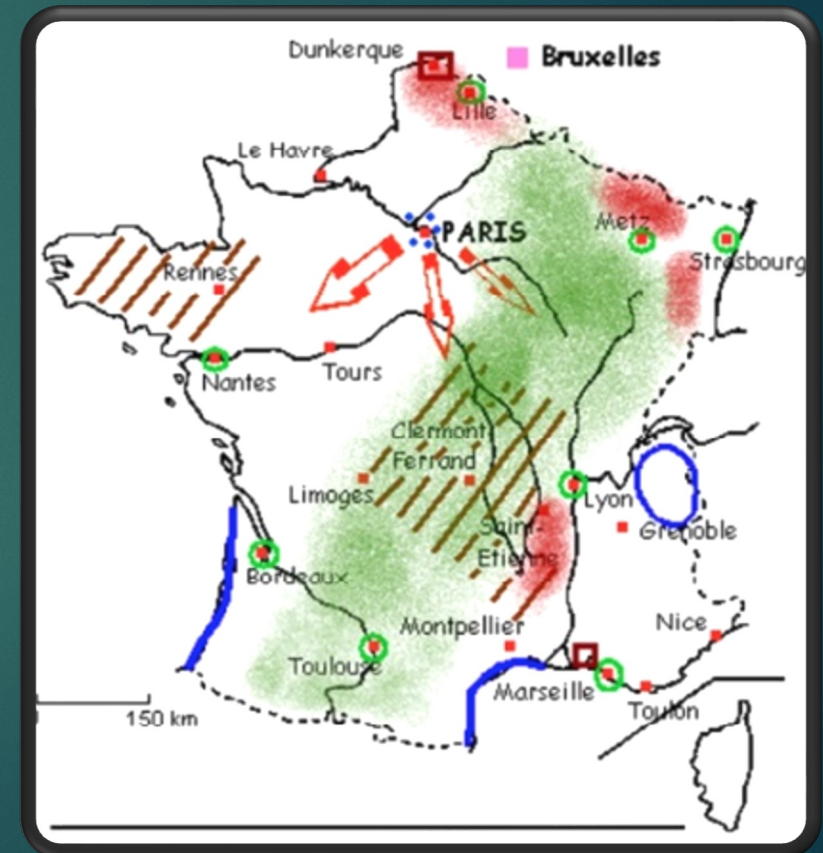 Dunkerque
Bruxelles
Lille
Le Havre
PARIS
Metz
Strasbourg
Rennes
Nantes
Tours
Clermont
Ferrand
Limoges
Lyon
Grenoble
Saint-
Etienne
Bordeaux
Montpellier
Nice
Toulouse
Marseille
Toulon
150 km